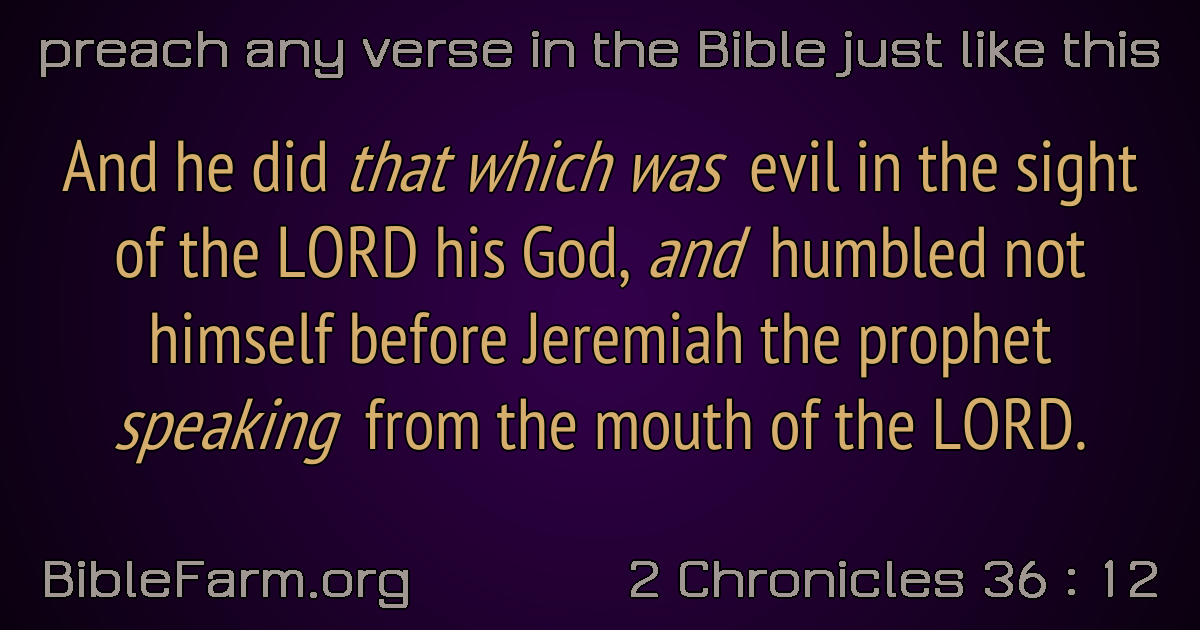 preach any verse in the Bible just like this
And he did that which was evil in the sight
of the LORD his God, and humbled not
himself before Jeremiah the prophet
speaking from the mouth of the LORD.
BibleFarm.org
2 Chronicles 36 : 12